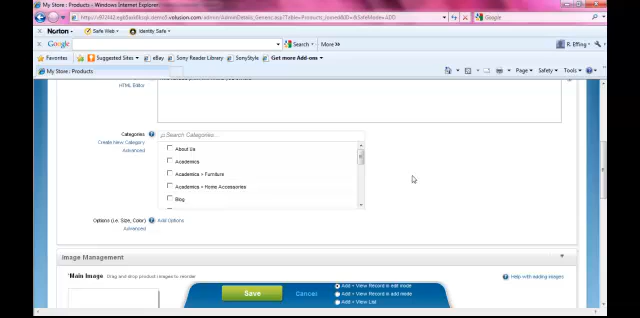 My Store : Products - Windows Internet Explorer
Google
Norton Safe Web Identity Safe
Google Search More »
R. Effing
Favorites Suggested Sites eBay Sony Reader Library SonyStyle Get more Add-ons
My Store : Products
Page Safety Tools
HTML Editor
Categories Search Categories...
Create new Category
Advanced
About Us
Academics
Academics > Furniture
Academics > Home Accessories
Blog
Options (i.e. Size, Color) Add Options
Advanced
Image Management
*Main Image Drag and drop product images to reorder
Help with adding images
Save Cancel
Add + View Record in edit mode
Add + View Record in add mode
Add + View List